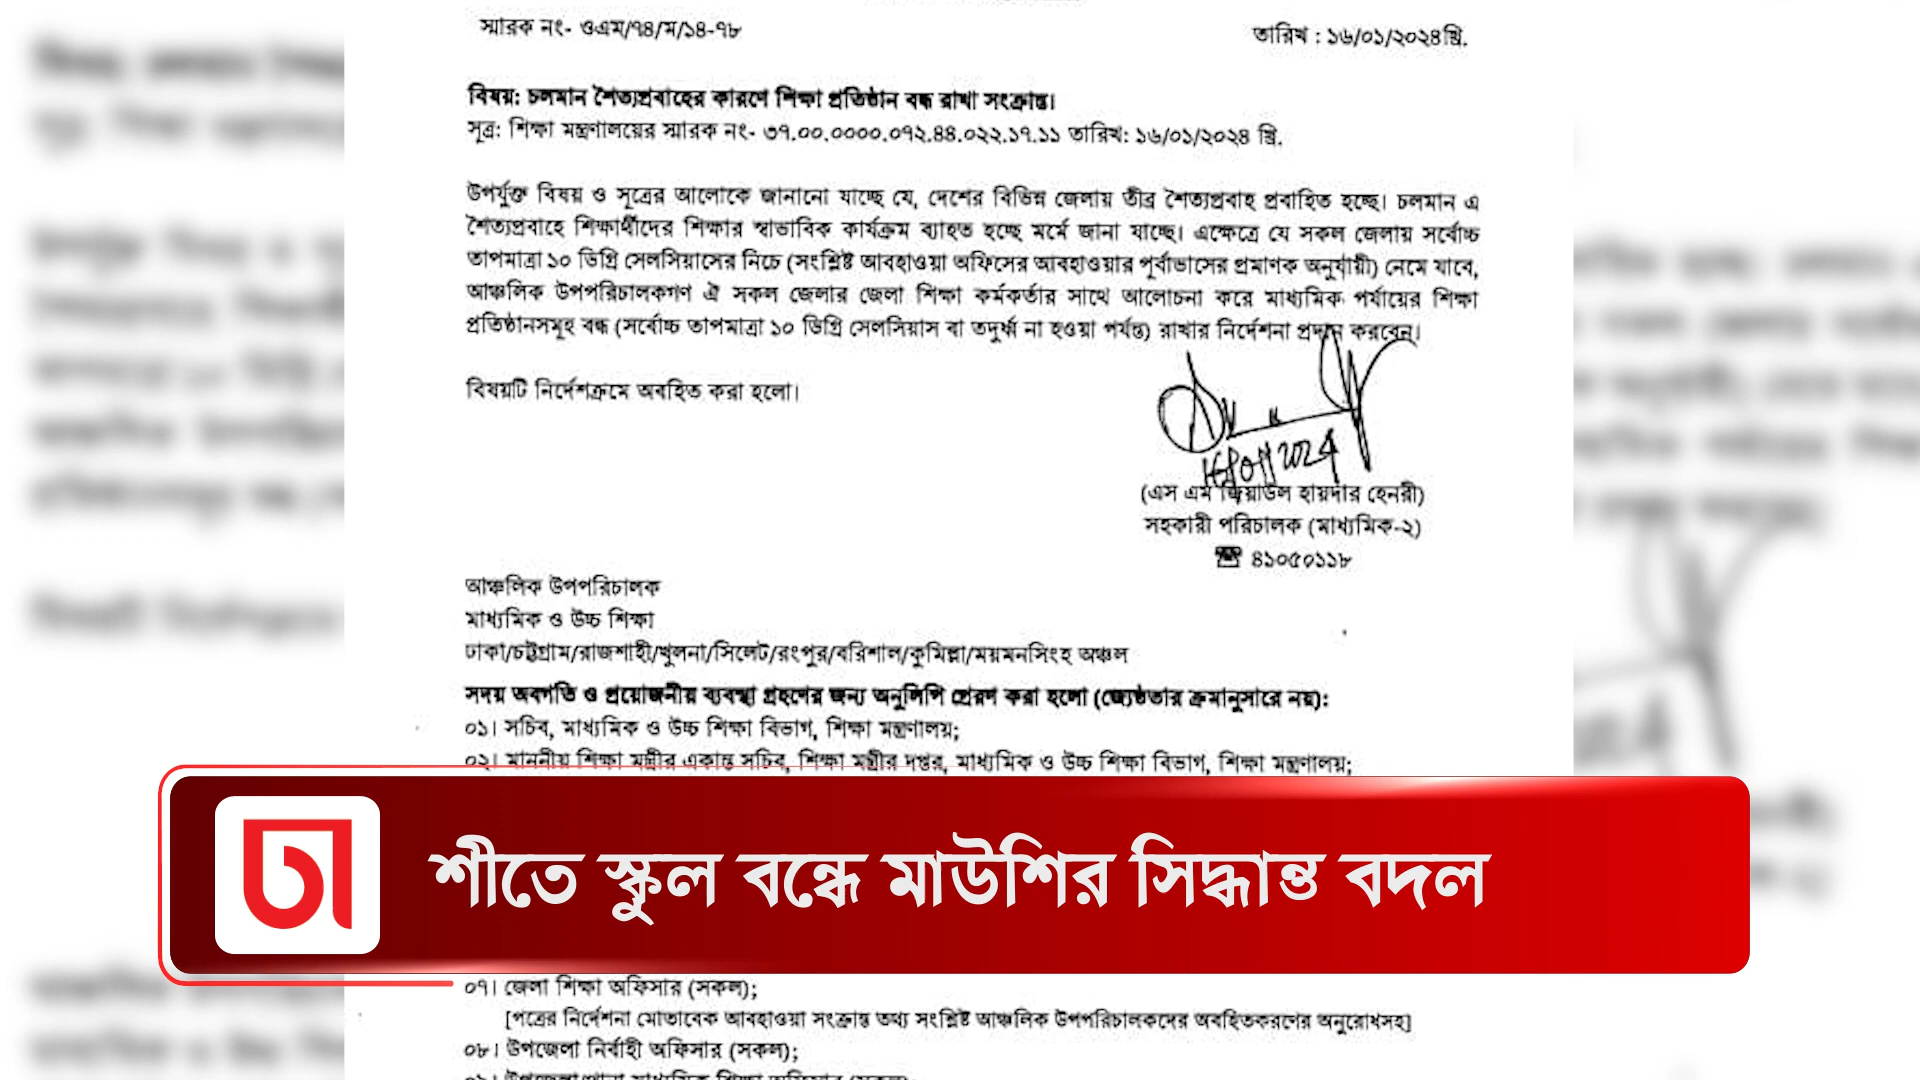 স্মারক নং- ওএম/৭৪/ম/১৪-৭৮
তারিখ : ১৬/০১/২০২৪খ্রি.
বিষয়: চলমান শৈত্যপ্রবাহের কারণে শিক্ষা প্রতিষ্ঠান বন্ধ রাখা সংক্রান্ত।
সূত্র: শিক্ষা মন্ত্রণালয়ের স্মারক নং- ৩৭.০০.০০০০.০৭২.৪৪.০২২.১৭.১১ তারিখ: ১৬/০১/২০২৪ খ্রি.
উপর্যুক্ত বিষয় ও সূত্রের আলোকে জানানো যাচ্ছে যে, দেশের বিভিন্ন জেলায় তীব্র শৈত্যপ্রবাহ প্রবাহিত হচ্ছে। চলমান এ
শৈত্যপ্রবাহে শিক্ষার্থীদের শিক্ষার স্বাভাবিক কার্যক্রম ব্যাহত হচ্ছে মর্মে জানা যাচ্ছে। এক্ষেত্রে যে সকল জেলায় সর্বোচ্চ
তাপমাত্রা ১০ ডিগ্রি সেলসিয়াসের নিচে (সংশ্লিষ্ট আবহাওয়া অফিসের আবহাওয়ার পূর্বাভাসের প্রমাণক অনুযায়ী) নেমে যাবে,
আঞ্চলিক উপপরিচালকগণ ঐ সকল জেলার জেলা শিক্ষা কর্মকর্তার সাথে আলোচনা করে মাধ্যমিক পর্যায়ের শিক্ষা
প্রতিষ্ঠানসমূহ বন্ধ (সর্বোচ্চ তাপমাত্রা ১০ ডিগ্রি সেলসিয়াস বা তদুর্ধ্ব না হওয়া পর্যন্ত) রাখার নির্দেশনা প্রদান করবেন।
বিষয়টি নির্দেশক্রমে অবহিত করা হলো।
(এস এম জিয়াউল হায়দার হেনরী)
সহকারী পরিচালক (মাধ্যমিক-২)
☎ ৪১০৫০১১৮
আঞ্চলিক উপপরিচালক
মাধ্যমিক ও উচ্চ শিক্ষা
ঢাকা/চট্টগ্রাম/রাজশাহী/খুলনা/সিলেট/রংপুর/বরিশাল/কুমিল্লা/ময়মনসিংহ অঞ্চল
সদয় অবগতি ও প্রয়োজনীয় ব্যবস্থা গ্রহণের জন্য অনুলিপি প্রেরণ করা হলো (জ্যেষ্ঠতার ক্রমানুসারে নয়):
০১। সচিব, মাধ্যমিক ও উচ্চ শিক্ষা বিভাগ, শিক্ষা মন্ত্রণালয়;
০২। মাননীয় শিক্ষা মন্ত্রীর একান্ত সচিব, শিক্ষা মন্ত্রীর দপ্তর, মাধ্যমিক ও উচ্চ শিক্ষা বিভাগ, শিক্ষা মন্ত্রণালয়;
শীতে স্কুল বন্ধে মাউশির সিদ্ধান্ত বদল
০৭। জেলা শিক্ষা অফিসার (সকল);
[পত্রের নির্দেশনা মোতাবেক আবহাওয়া সংক্রান্ত তথ্য সংশ্লিষ্ট আঞ্চলিক উপপরিচালকদের অবহিতকরণের অনুরোধসহ]
০৮। উপজেলা নির্বাহী অফিসার (সকল);